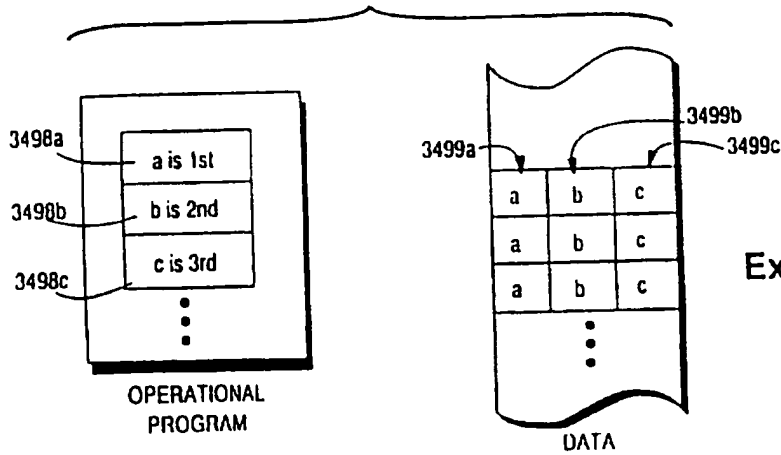 3498a
a is 1st
3498b
b is 2nd
3498c
c is 3rd
OPERATIONAL
PROGRAM
3499a
3499b
3499c
a b c
a b c
a b c
DATA
Ex